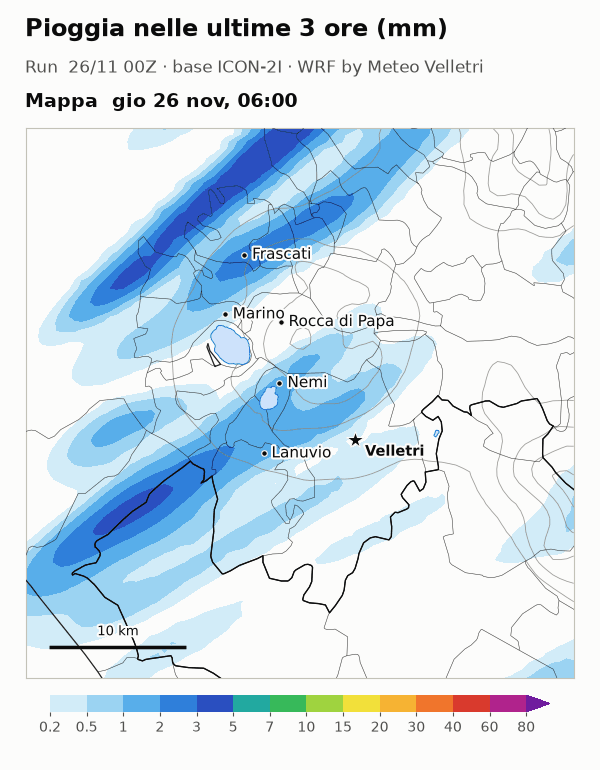 Pioggia nelle ultime 3 ore (mm)
Run 26/11 00Z · base ICON-2I · WRF by Meteo Velletri
Mappa gio 26 nov, 06:00
Frascati
Marino
Rocca di Papa
Nemi
Lanuvio
Velletri
10 km
0.2 0.5 1 2 3 5 7 10 15 20 30 40 60 80